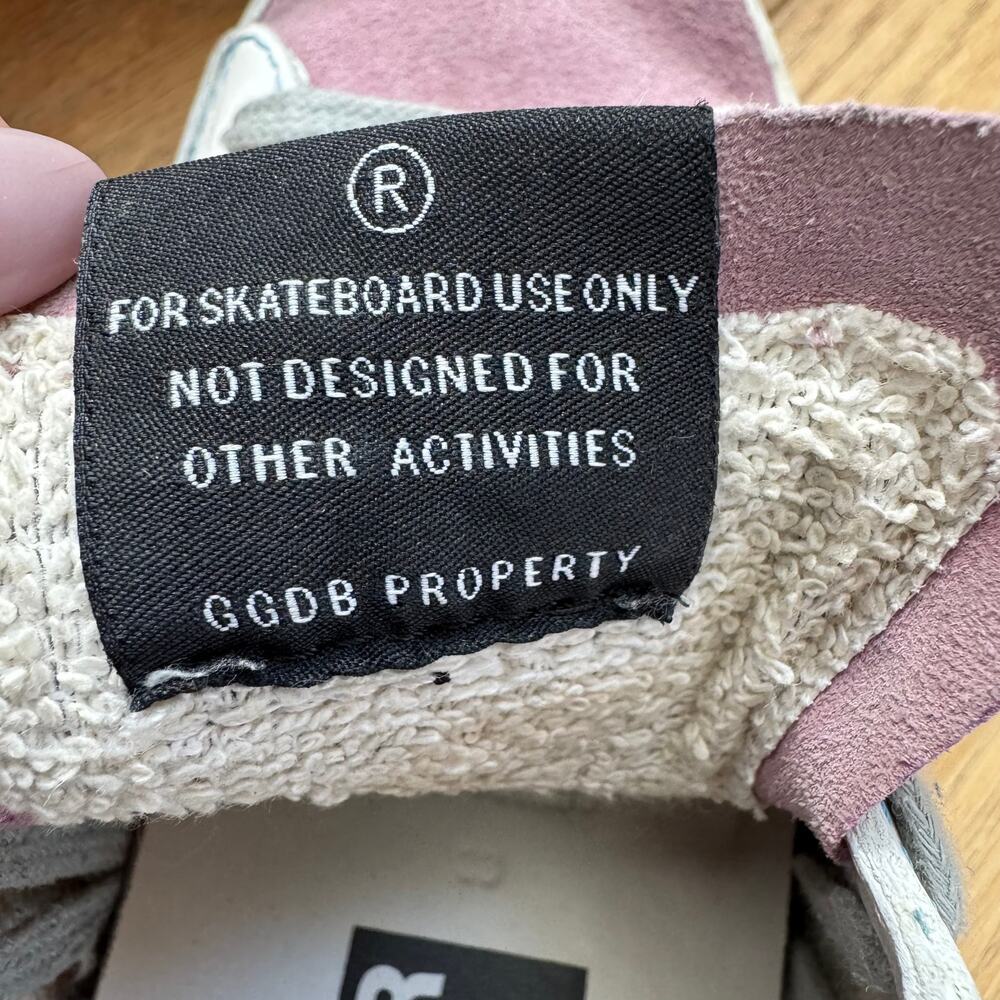 ®
FOR SKATEBOARD USE ONLY
NOT DESIGNED FOR
OTHER ACTIVITIES
GGDB PROPERTY
R